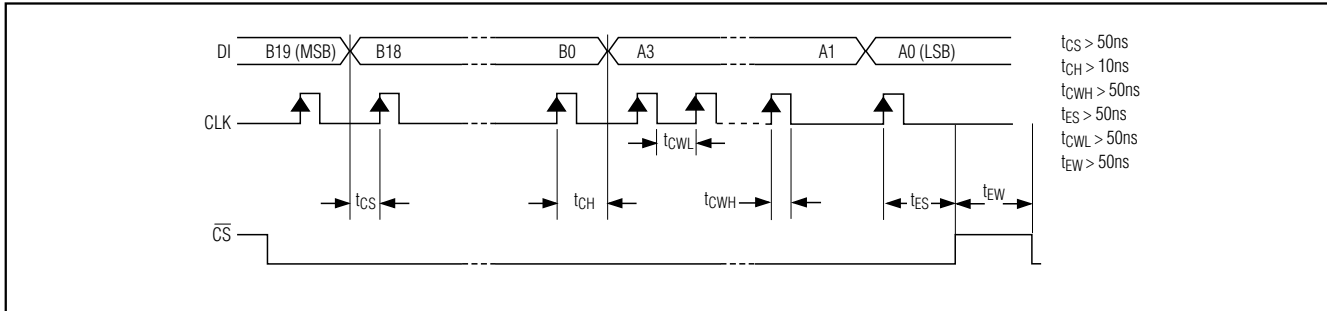 DI B19 (MSB) B18 B0 A3 A1 A0 (LSB)
CLK
tCWL
tCS tCH tCWH tES tEW
CS
tCS > 50ns
tCH > 10ns
tCWH > 50ns
tES > 50ns
tCWL > 50ns
tEW > 50ns